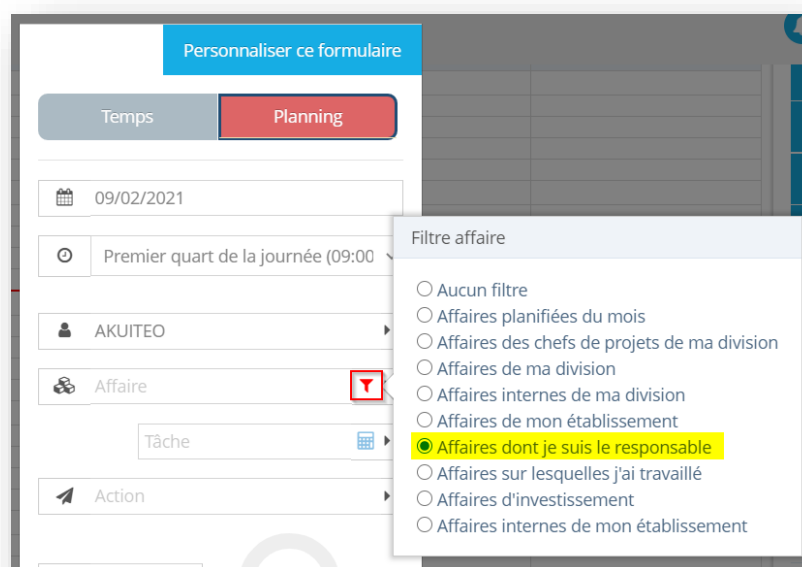 Personnaliser ce formulaire
Temps
Planning
09/02/2021
Premier quart de la journée (09:00
AKUITEO
Affaire
Tâche
Action
Filtre affaire
Aucun filtre
Affaires planifiées du mois
Affaires des chefs de projets de ma division
Affaires de ma division
Affaires internes de ma division
Affaires de mon établissement
Affaires dont je suis le responsable
Affaires sur lesquelles j'ai travaillé
Affaires d'investissement
Affaires internes de mon établissement